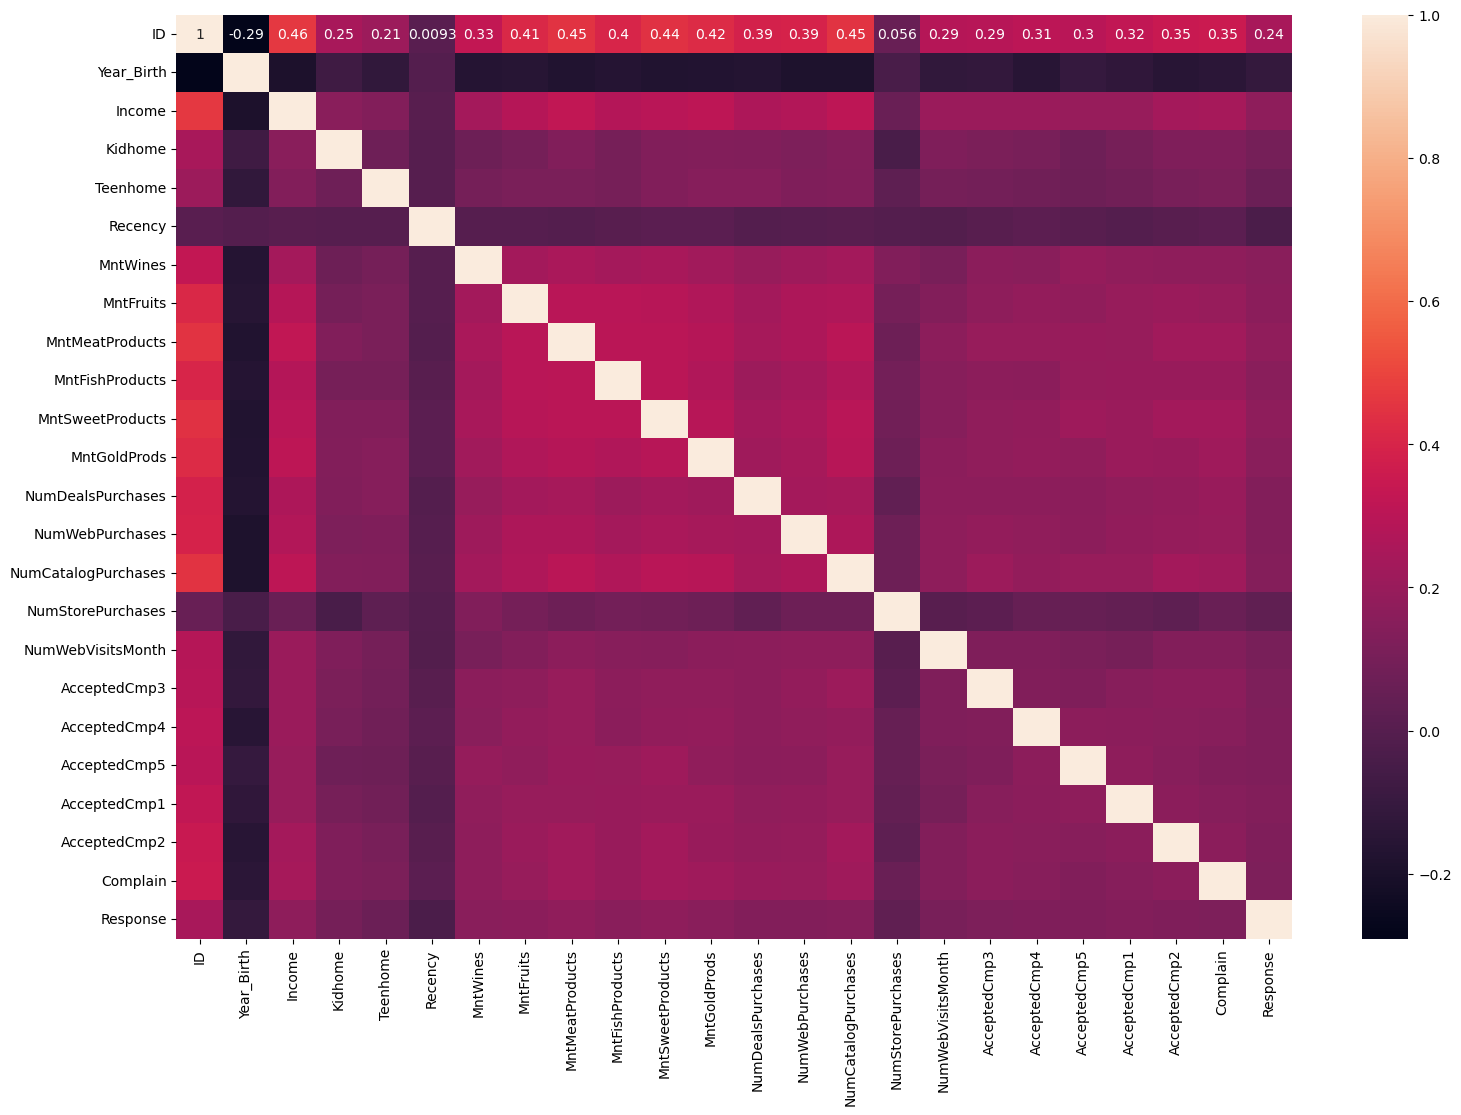 ID 1 -0.29 0.46 0.25 0.21 0.0093 0.33 0.41 0.45 0.4 0.44 0.42 0.39 0.39 0.45 0.056 0.29 0.29 0.31 0.3 0.32 0.35 0.35 0.24
Year_Birth
Income
Kidhome
Teenhome
Recency
MntWines
MntFruits
MntMeatProducts
MntFishProducts
MntSweetProducts
MntGoldProds
NumDealsPurchases
NumWebPurchases
NumCatalogPurchases
NumStorePurchases
NumWebVisitsMonth
AcceptedCmp3
AcceptedCmp4
AcceptedCmp5
AcceptedCmp1
AcceptedCmp2
Complain
Response
ID
Year_Birth
Income
Kidhome
Teenhome
Recency
MntWines
MntFruits
MntMeatProducts
MntFishProducts
MntSweetProducts
MntGoldProds
NumDealsPurchases
NumWebPurchases
NumCatalogPurchases
NumStorePurchases
NumWebVisitsMonth
AcceptedCmp3
AcceptedCmp4
AcceptedCmp5
AcceptedCmp1
AcceptedCmp2
Complain
Response
1.0
0.8
0.6
0.4
0.2
0.0
−0.2